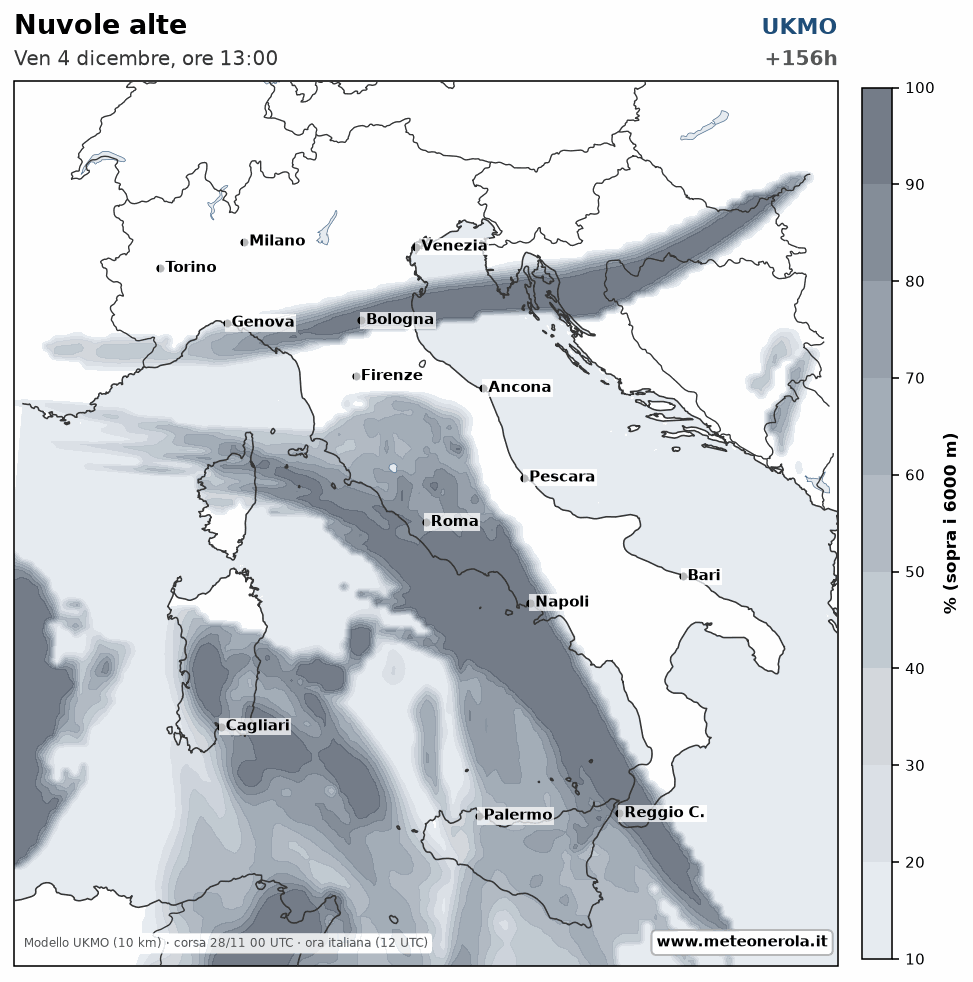 Nuvole alte
UKMO
Ven 4 dicembre, ore 13:00
+156h
Milano
Venezia
Torino
Genova
Bologna
Firenze
Ancona
Pescara
Roma
Bari
Napoli
Cagliari
Palermo
Reggio C.
100
90
80
70
60
50
40
30
20
10
% (sopra i 6000 m)
Modello UKMO (10 km) · corsa 28/11 00 UTC · ora italiana (12 UTC)
www.meteonerola.it